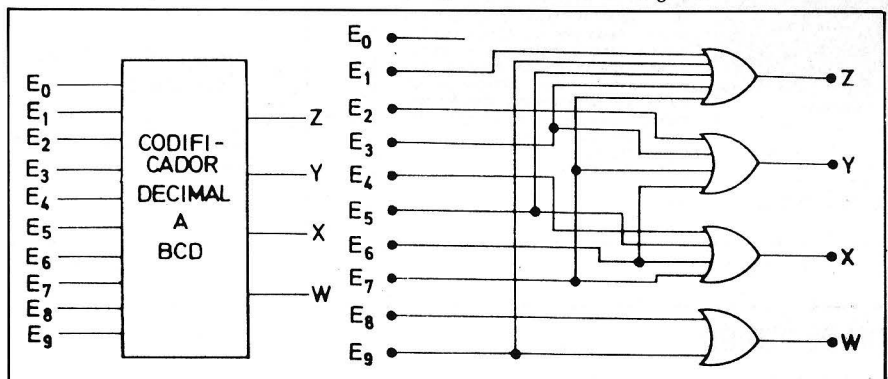 E0
E1
E2
E3
E4
E5
E6
E7
E8
E9
CODIFI-
CADOR
DECIMAL
A
BCD
Z
Y
X
W
E0
E1
E2
E3
E4
E5
E6
E7
E8
E9
Z
Y
X
W